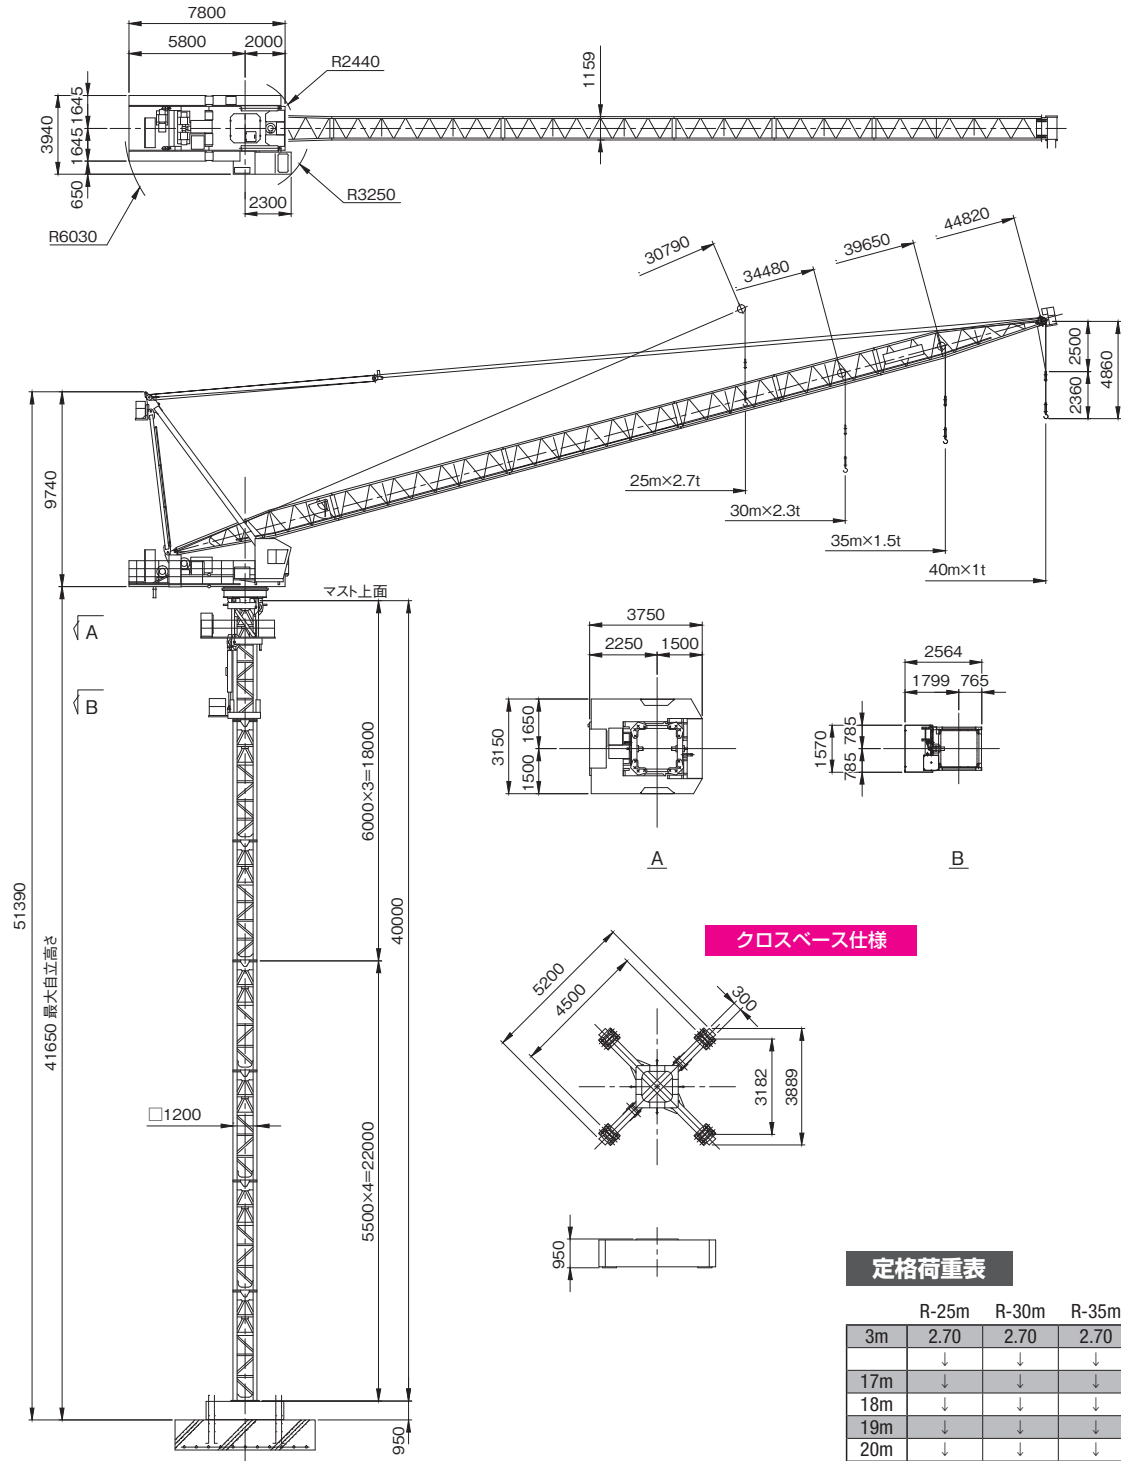 7800
5800 2000
R2440
1159
3940
1645
1645
650
R3250
2300
R6030
30790
34480
39650
44820
2500
2360
4860
25m×2.7t
30m×2.3t
35m×1.5t
40m×1t
9740
51390
41650 最大自立高さ
マスト上面
A
B
6000×3=18000
40000
5500×4=22000
□1200
950
3750
2250 1500
3150
1650
1500
A
2564
1799 765
1570
785
785
B
クロスベース仕様
5200
4500
300
3182
3889
950
定格荷重表
R-25m R-30m R-35m
3m 2.70 2.70 2.70
↓ ↓ ↓
17m ↓ ↓ ↓
18m ↓ ↓ ↓
19m ↓ ↓ ↓
20m ↓ ↓ ↓